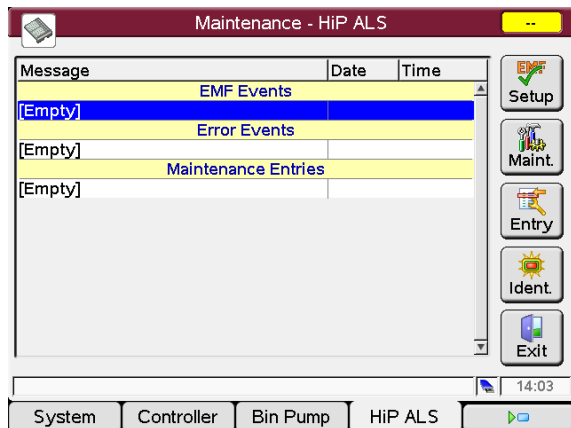 Maintenance - HiP ALS
--
Message Date Time
EMF Events
[Empty]
Error Events
[Empty]
Maintenance Entries
[Empty]
EMF
Setup
Maint.
Entry
Ident.
Exit
14:03
System Controller Bin Pump HiP ALS